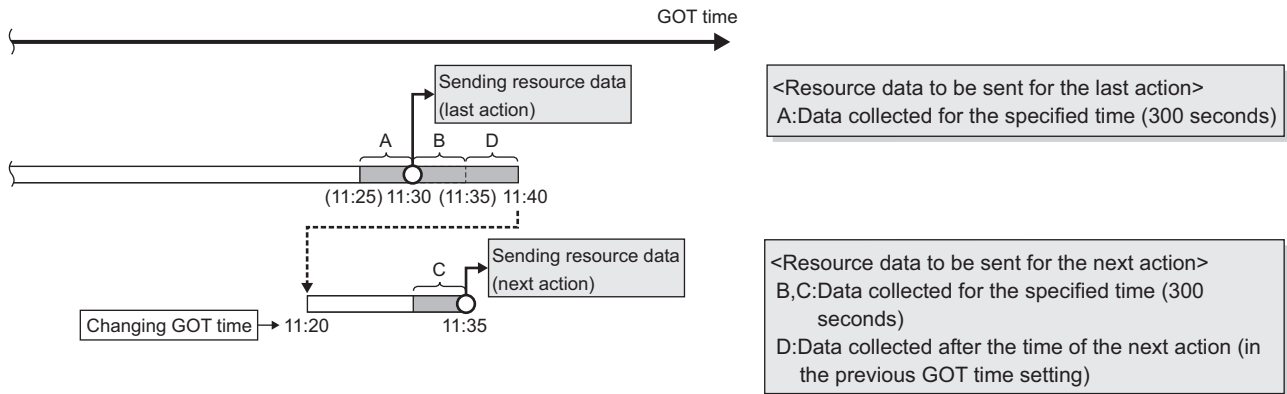 GOT time
Sending resource data
(last action)
<Resource data to be sent for the last action>
A:Data collected for the specified time (300 seconds)
A
B
D
(11:25)
11:30
(11:35)
11:40
Sending resource data
(next action)
C
<Resource data to be sent for the next action>
B,C:Data collected for the specified time (300
seconds)
D:Data collected after the time of the next action (in
the previous GOT time setting)
Changing GOT time
11:20
11:35